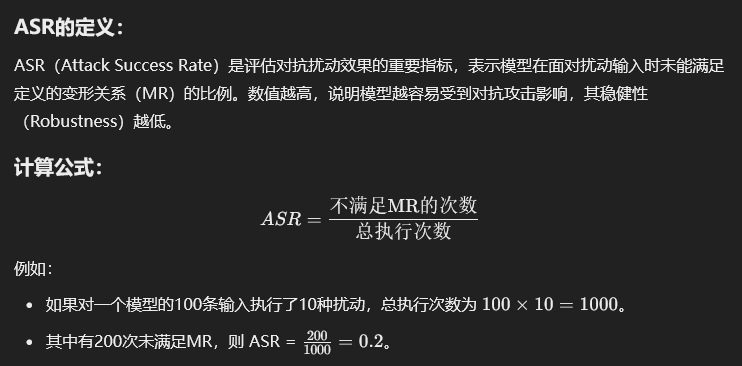 ASR的定义：
ASR（Attack Success Rate）是评估对抗扰动效果的重要指标，表示模型在面对扰动输入时未能满足
定义的变形关系（MR）的比例。数值越高，说明模型越容易受到对抗攻击影响，其稳健性
（Robustness）越低。
计算公式：
ASR = 不满足MR的次数 / 总执行次数
例如：
• 如果对一个模型的100条输入执行了10种扰动，总执行次数为 100 × 10 = 1000。
• 其中有200次未满足MR，则 ASR = 200/1000 = 0.2。